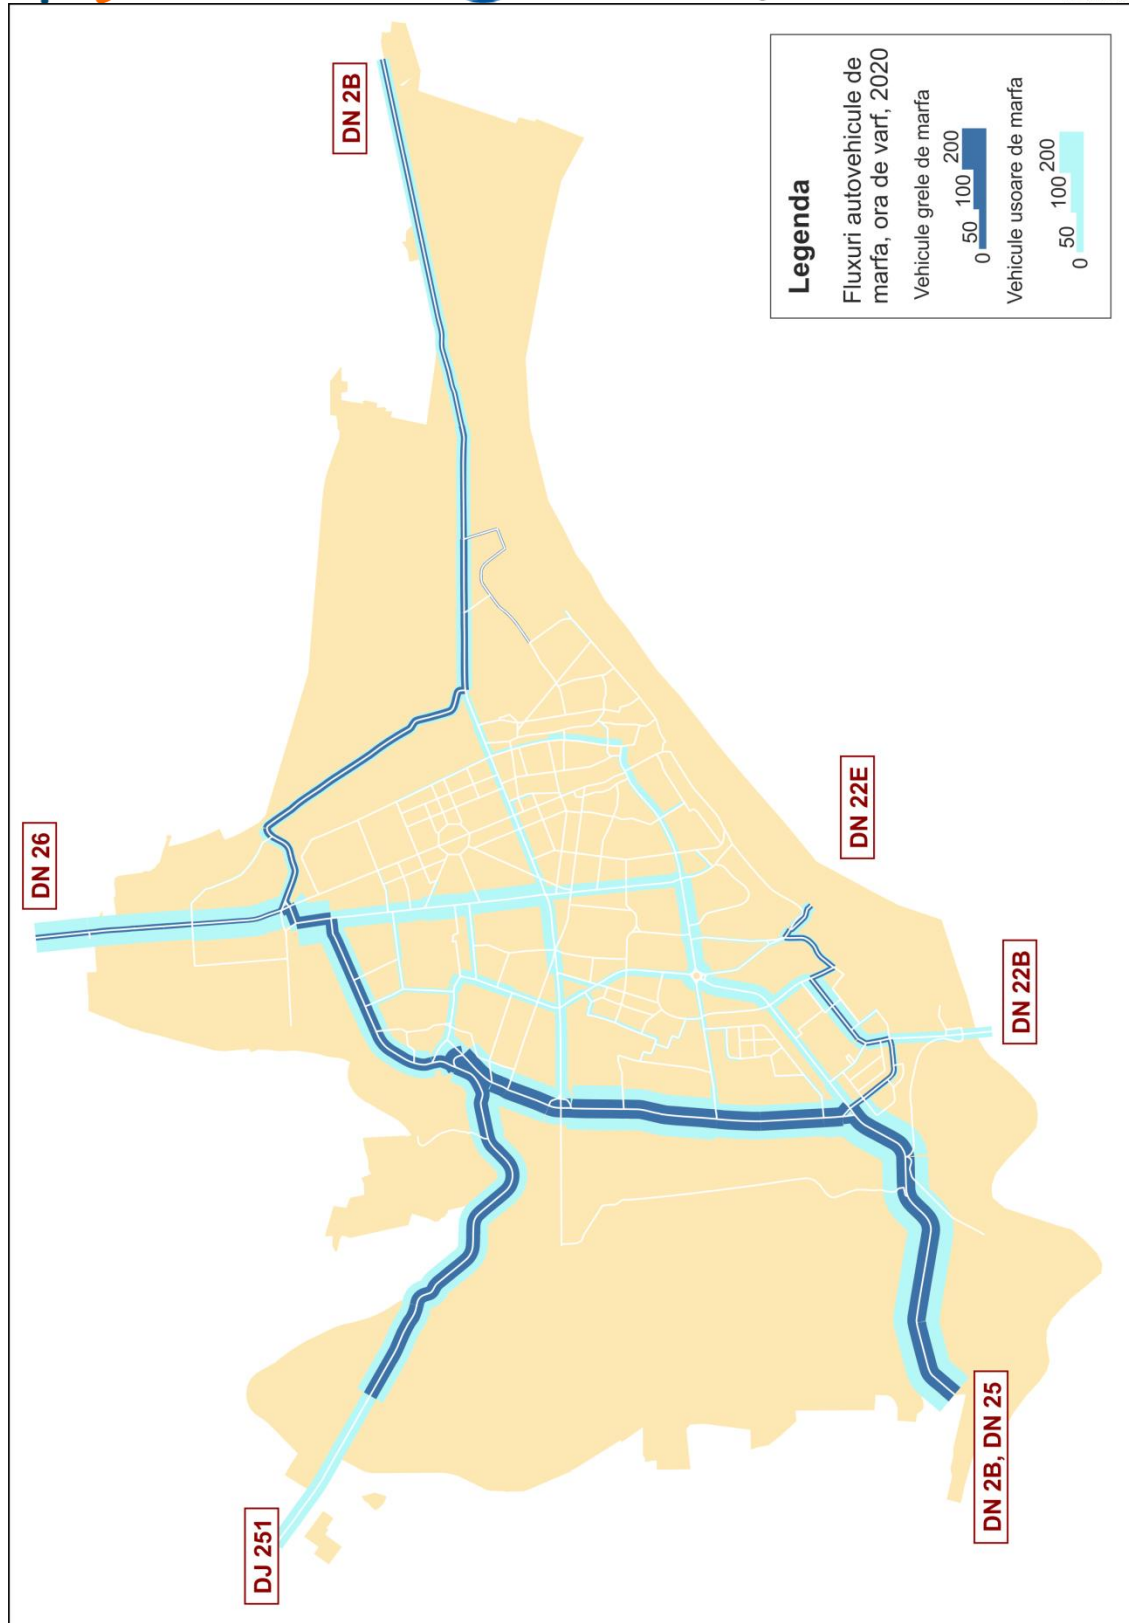 DN 2B
DN 26
DN 22E
DN 22B
DJ 251
DN 2B, DN 25
Legenda
Fluxuri autovehicule de
marfa, ora de varf, 2020
Vehicule grele de marfa
0 50 100 200
Vehicule usoare de marfa
0 50 100 200